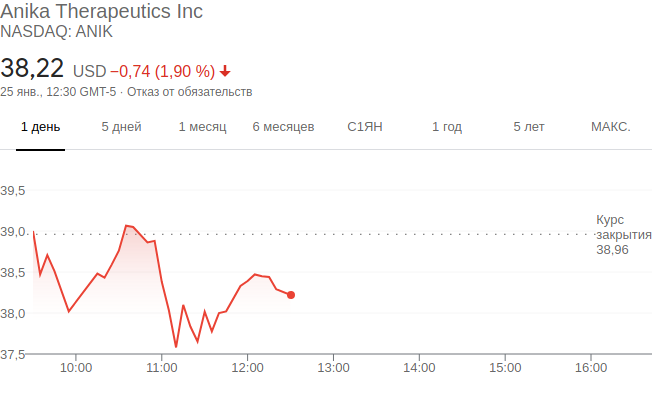 Anika Therapeutics Inc
NASDAQ: ANIK
38,22 USD −0,74 (1,90 %)
25 янв., 12:30 GMT-5 · Отказ от обязательств
1 день 5 дней 1 месяц 6 месяцев С1ЯН 1 год 5 лет МАКС.
39,5
39,0
38,5
38,0
37,5
Курс
закрытия
38,96
10:00 11:00 12:00 13:00 14:00 15:00 16:00